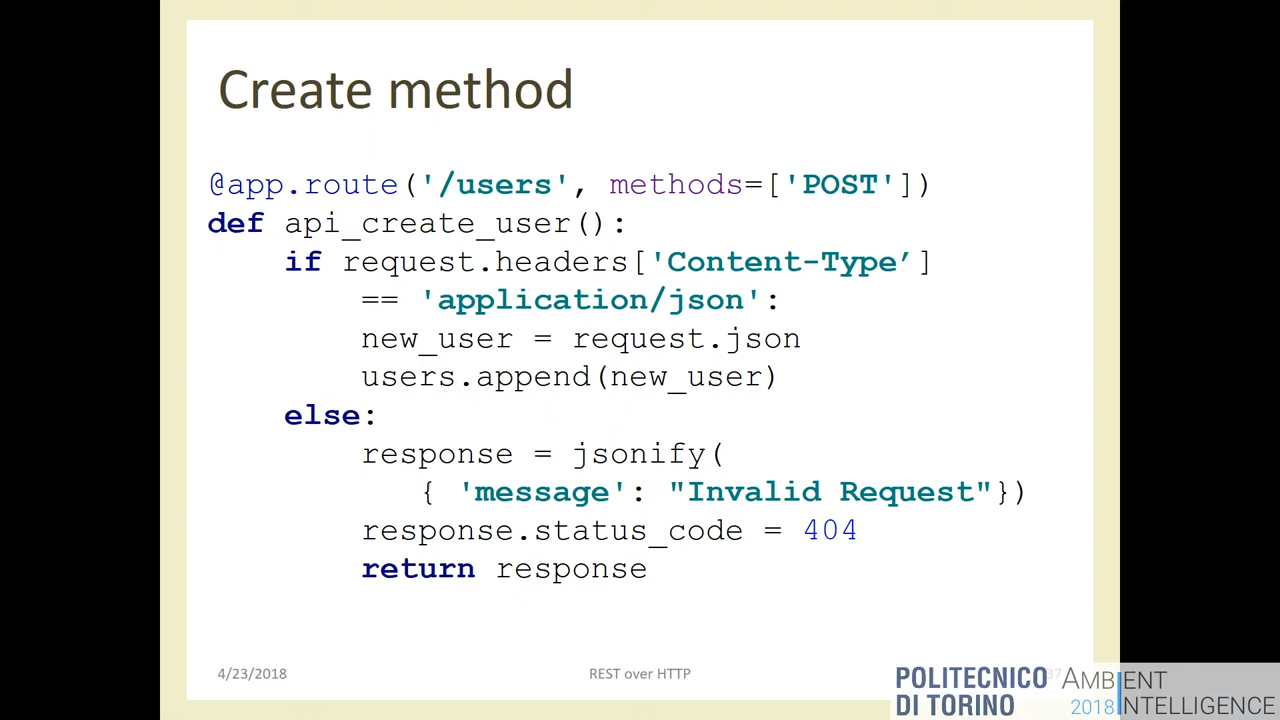 Create method
@app.route('/users', methods=['POST'])
def api_create_user():
    if request.headers['Content-Type’]
        == 'application/json':
        new_user = request.json
        users.append(new_user)
    else:
        response = jsonify(
           { 'message': "Invalid Request"})
        response.status_code = 404
        return response
4/23/2018
REST over HTTP
37
POLITECNICO
DI TORINO
AMBIENT
2018 INTELLIGENCE